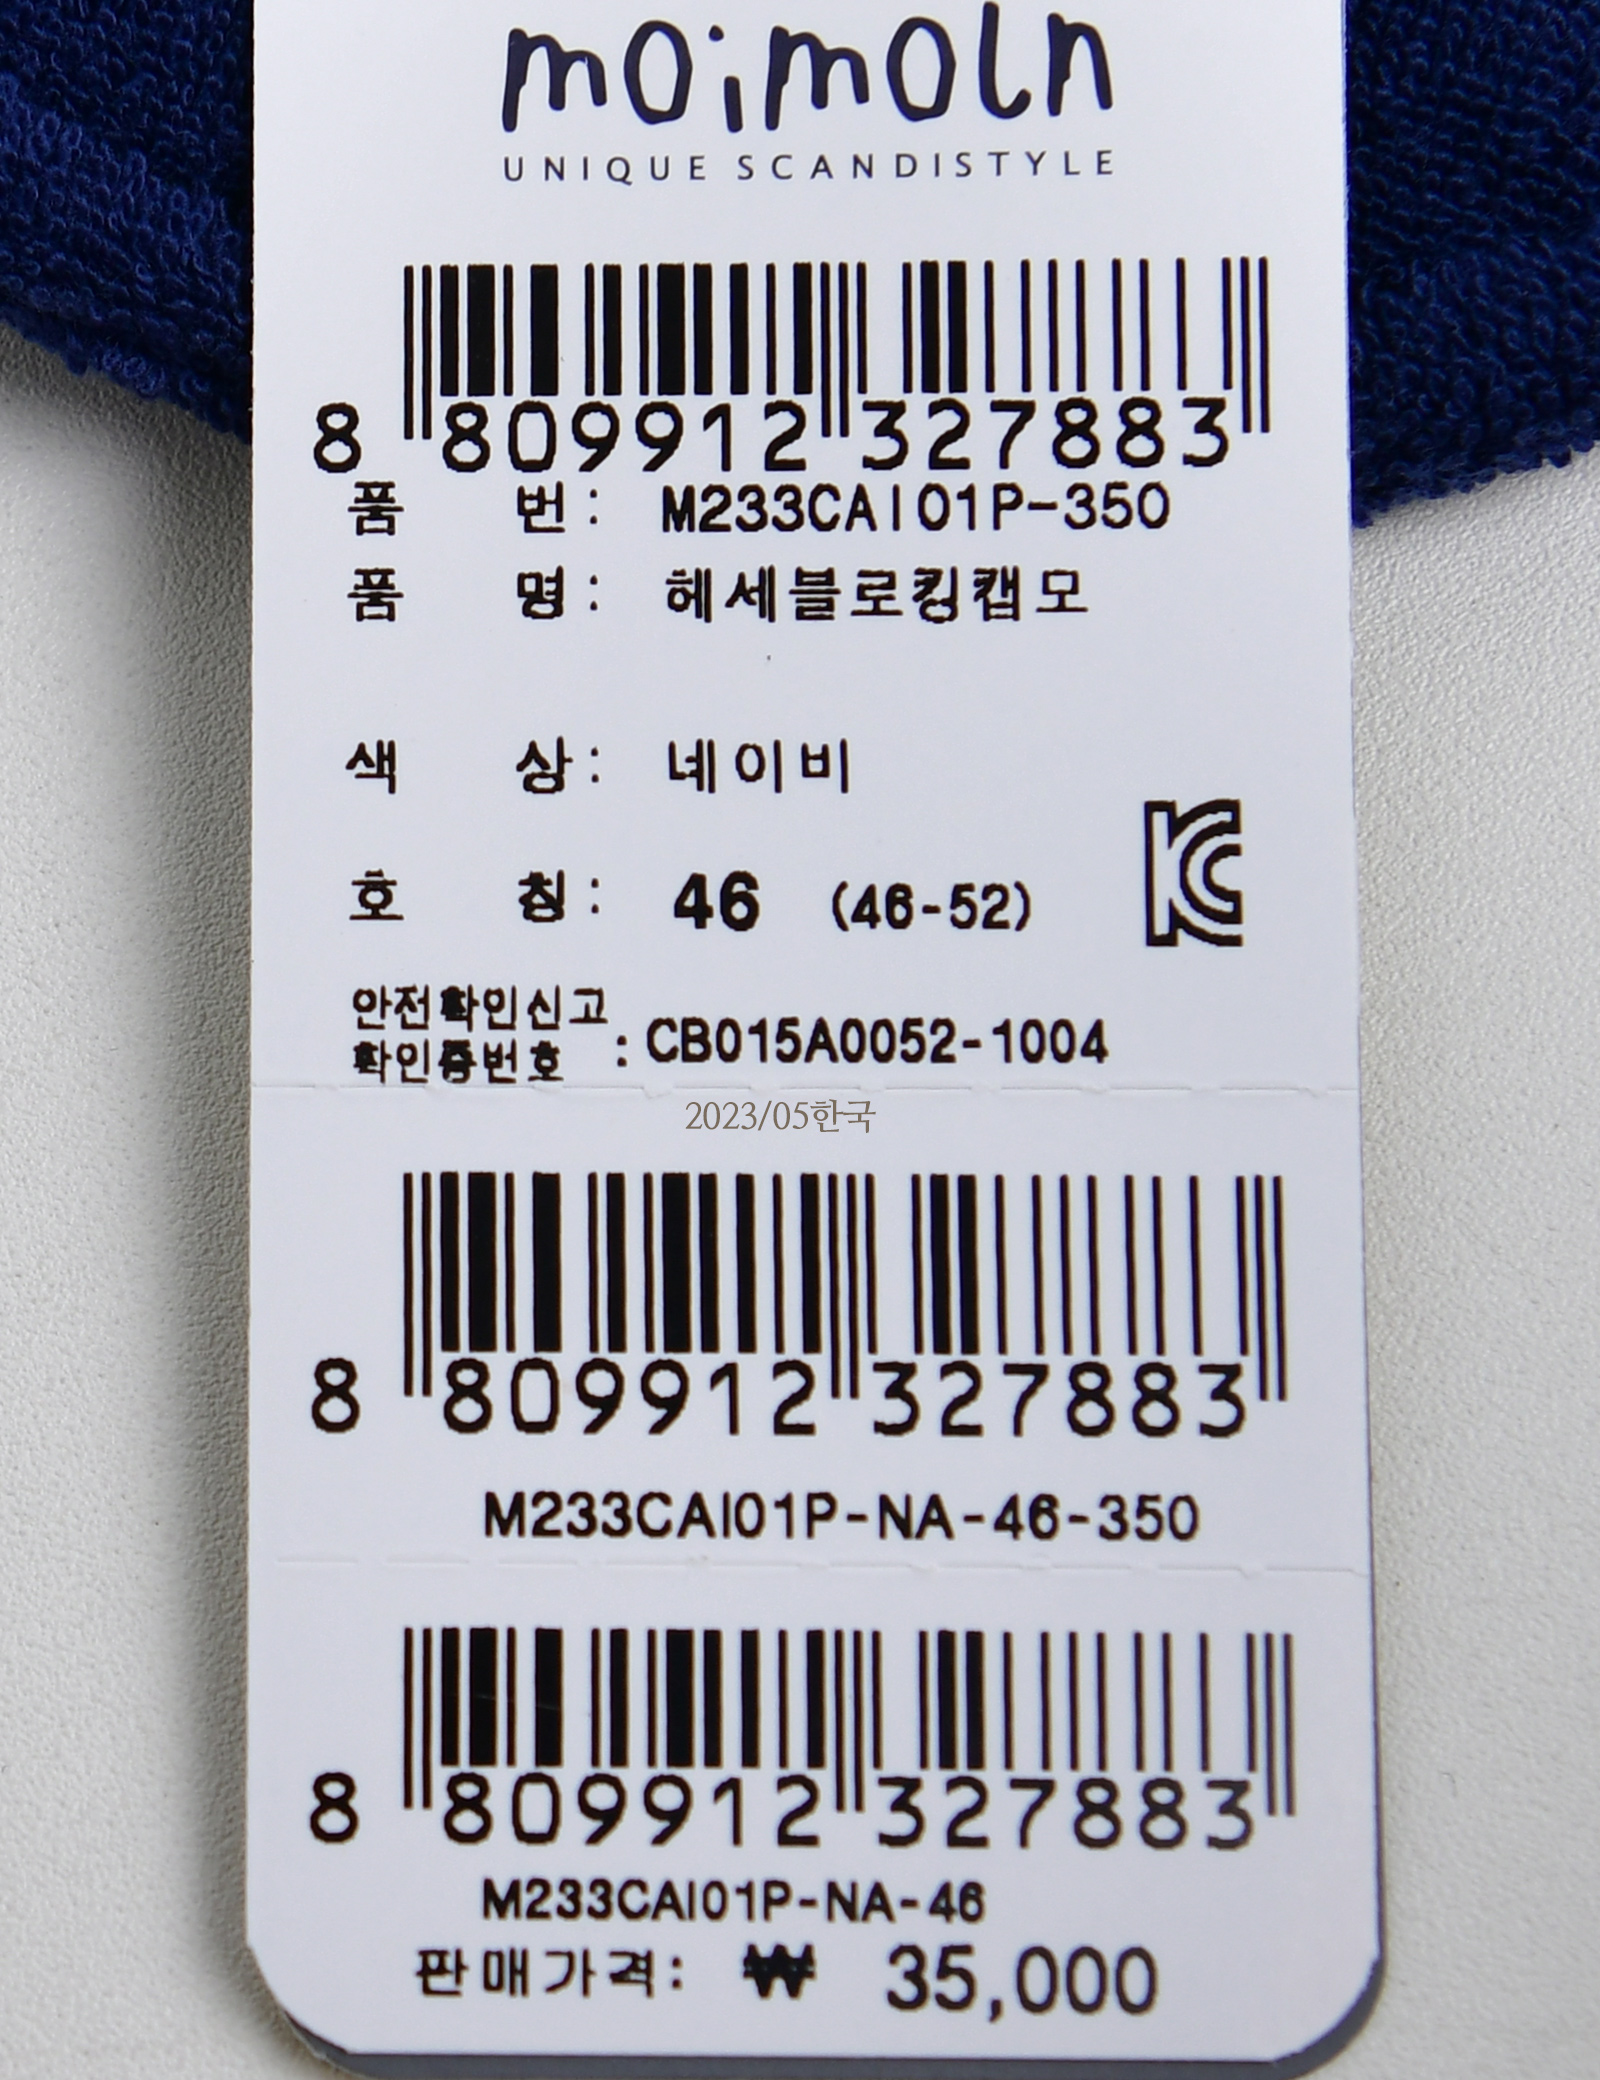 moimoln
UNIQUE SCANDISTYLE
8 809912 327883
품 번 : M233CAI01P-350
품 명 : 헤세블로킹캡모
색 상 : 네이비
호 칭 : 46 (46-52)
안전확인신고
확인증번호 : CB015A0052-1004
2023/05한국
8 809912 327883
M233CAI01P-NA-46-350
8 809912 327883
M233CAI01P-NA-46
판매가격: ₩ 35,000